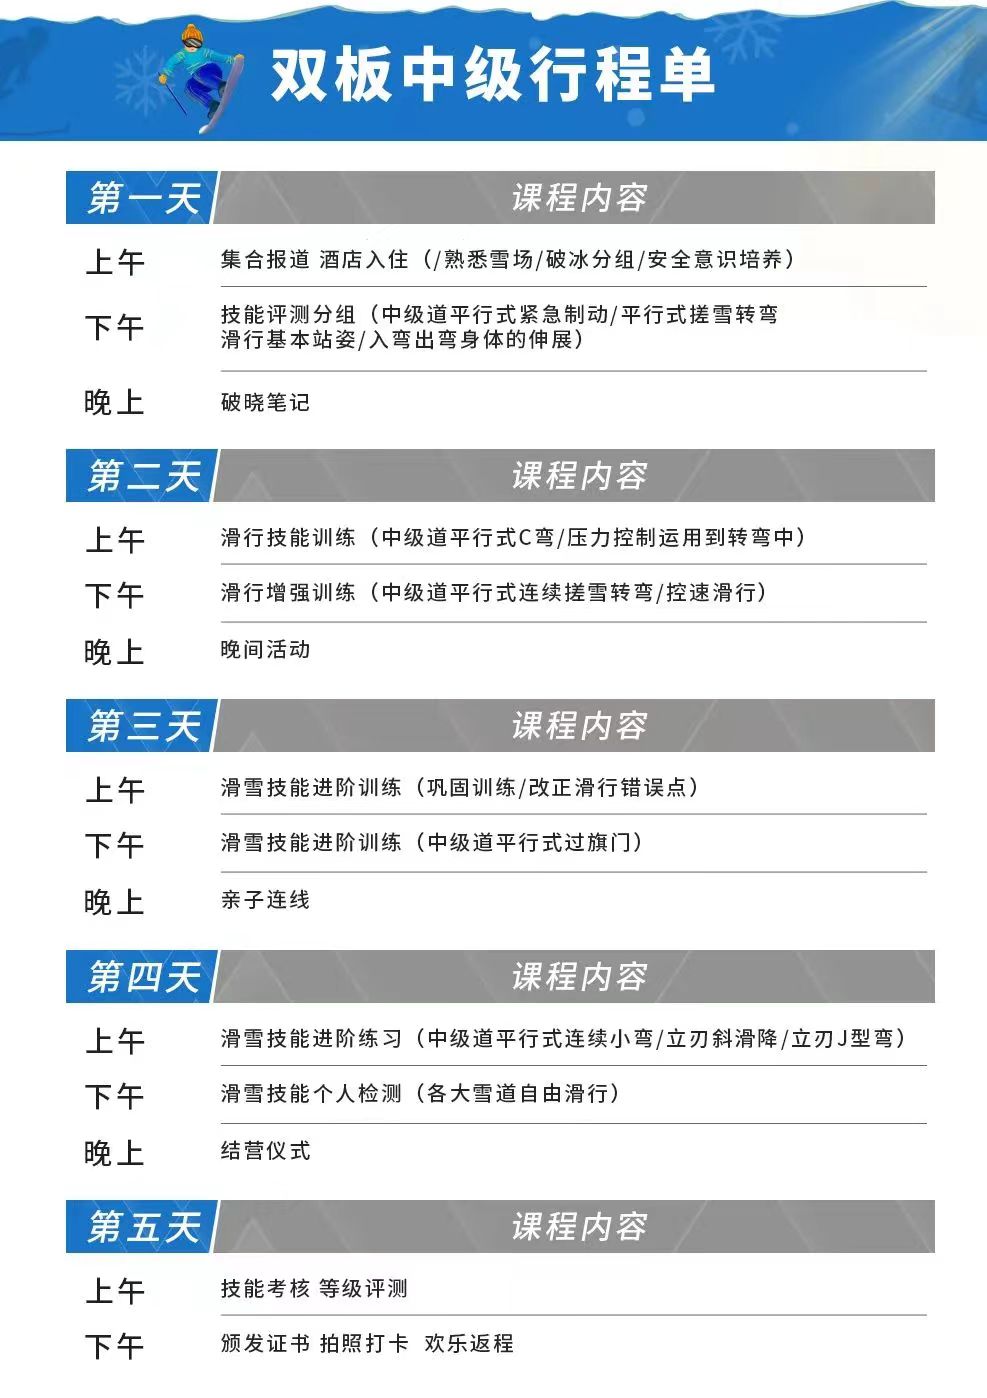 双板中级行程单
第一天 课程内容
上午 集合报道 酒店入住（/熟悉雪场/破冰分组/安全意识培养）
下午 技能评测分组（中级道平行式紧急制动/平行式搓雪转弯
滑行基本站姿/入弯出弯身体的伸展）
晚上 破晓笔记
第二天 课程内容
上午 滑行技能训练（中级道平行式C弯/压力控制运用到转弯中）
下午 滑行增强训练（中级道平行式连续搓雪转弯/控速滑行）
晚上 晚间活动
第三天 课程内容
上午 滑雪技能进阶训练（巩固训练/改正滑行错误点）
下午 滑雪技能进阶训练（中级道平行式过旗门）
晚上 亲子连线
第四天 课程内容
上午 滑雪技能进阶练习（中级道平行式连续小弯/立刃斜滑降/立刃J型弯）
下午 滑雪技能个人检测（各大雪道自由滑行）
晚上 结营仪式
第五天 课程内容
上午 技能考核 等级评测
下午 颁发证书 拍照打卡 欢乐返程